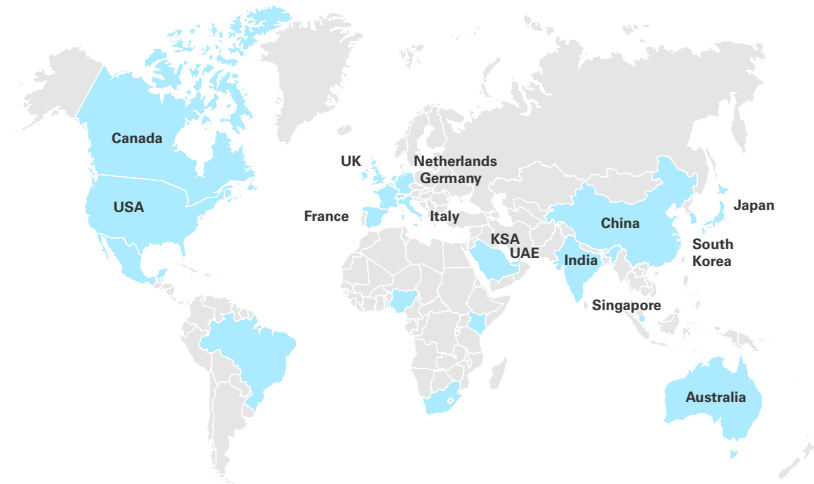 Canada
UK
Netherlands
Germany
USA
France
Italy
Japan
China
KSA
UAE
South
Korea
India
Singapore
Australia